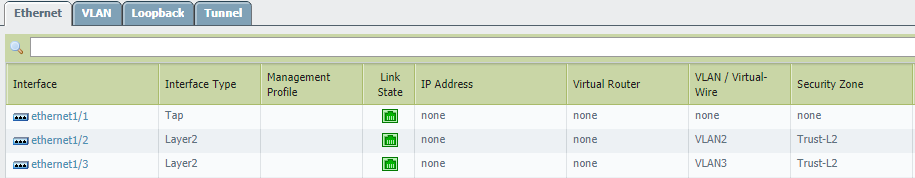 Ethernet VLAN Loopback Tunnel
Interface Interface Type Management Profile Link State IP Address Virtual Router VLAN / Virtual-Wire Security Zone
ethernet1/1 Tap none none none none
ethernet1/2 Layer2 none none VLAN2 Trust-L2
ethernet1/3 Layer2 none none VLAN3 Trust-L2